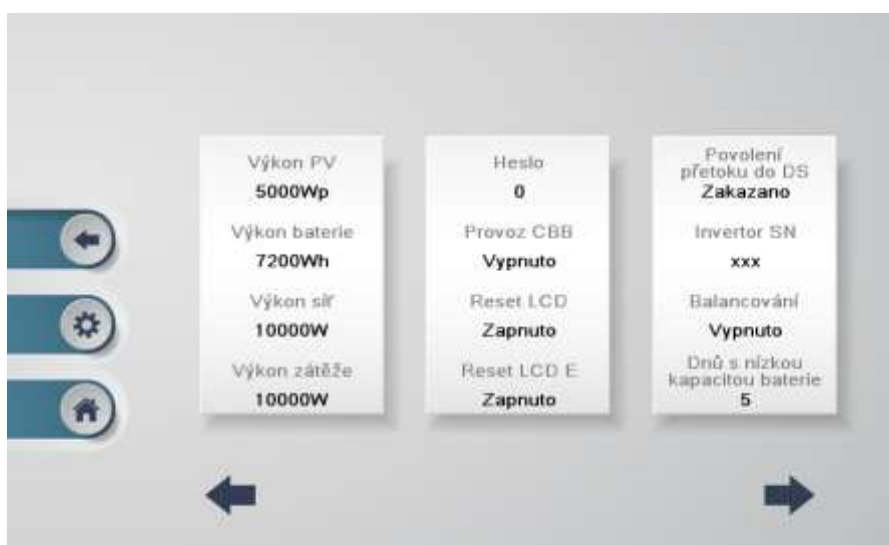 Výkon PV
5000Wp
Výkon baterie
7200Wh
Výkon síť
10000W
Výkon zátěže
10000W
Heslo
0
Provoz CBB
Vypnuto
Reset LCD
Zapnuto
Reset LCD E
Zapnuto
Povolení
přetoku do DS
Zakazano
Invertor SN
xxx
Balancování
Vypnuto
Dnů s nízkou
kapacitou baterie
5